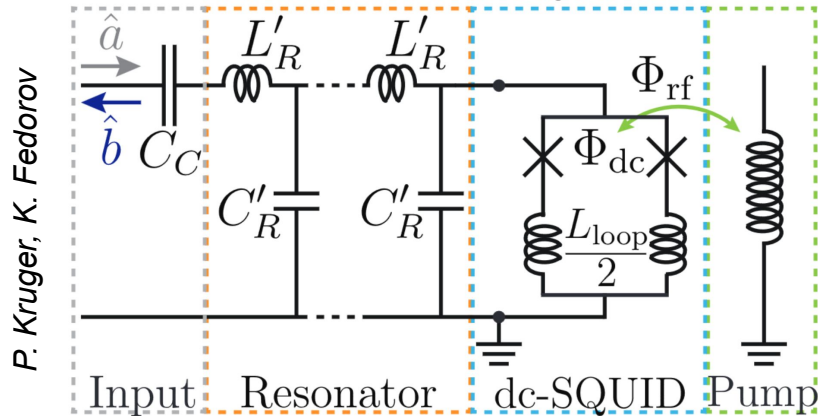 P. Kruger, K. Fedorov
â
b̂
C_C
L'_R
L'_R
C'_R
C'_R
Φ_rf
Φ_dc
L_loop
2
Input
Resonator
dc-SQUID
Pump